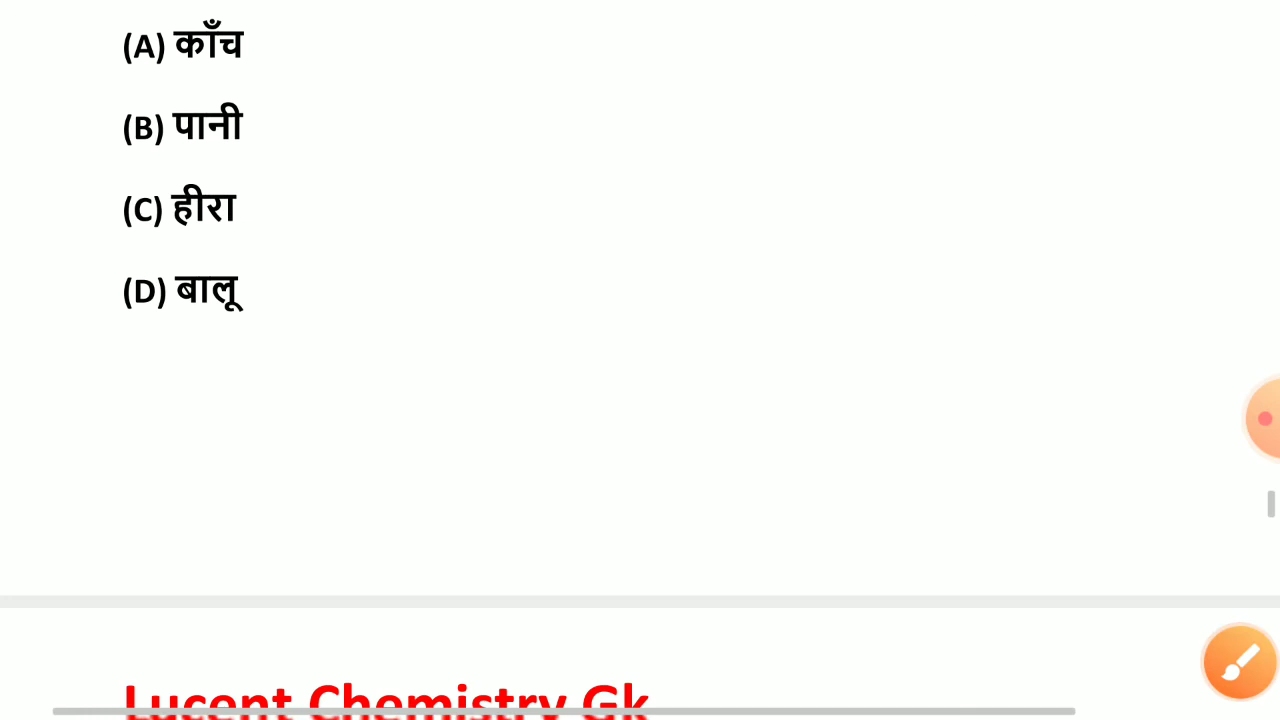 (A) काँच
(B) पानी
(C) हीरा
(D) बालू
Lucent Chemistry Gk